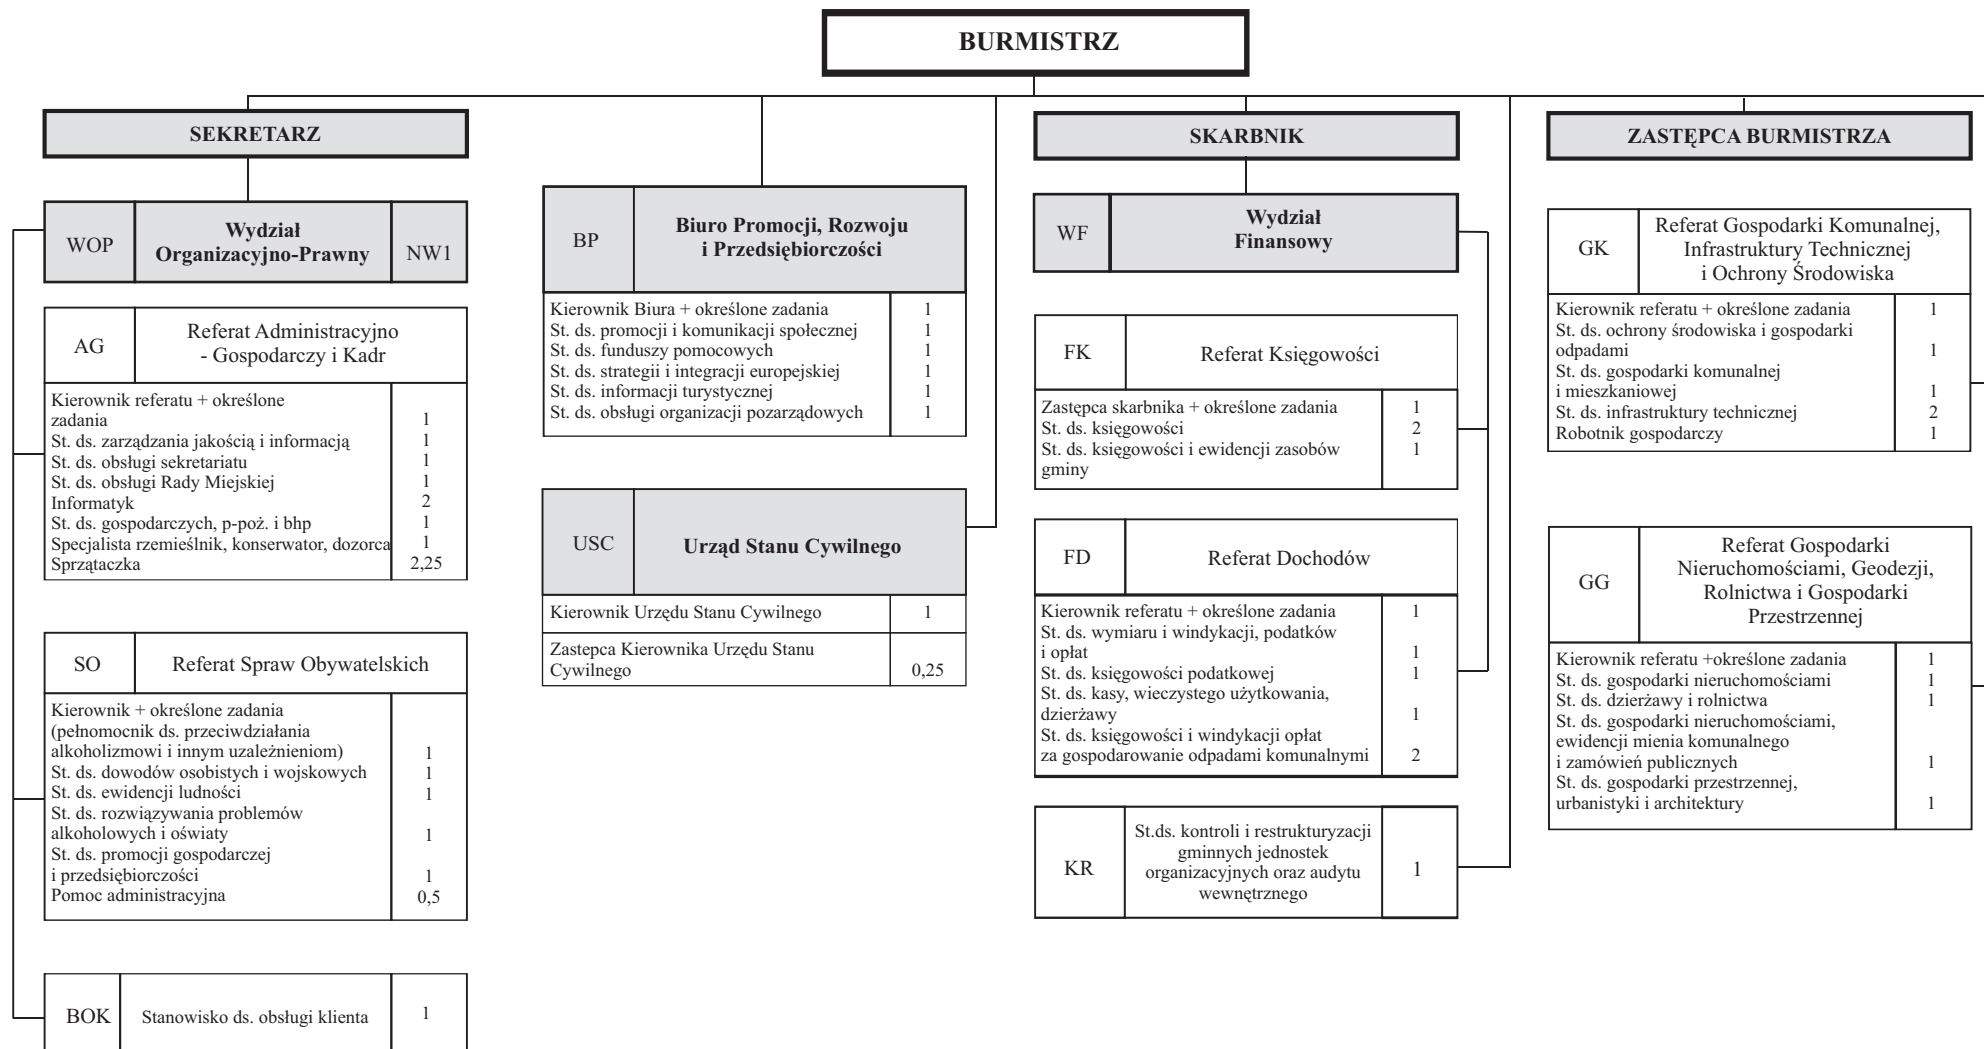 BURMISTRZ
SEKRETARZ
WOP
Wydział
Organizacyjno-Prawny
NW1
AG
Referat Administracyjno
- Gospodarczy i Kadr
Kierownik referatu + określone
zadania 1
St. ds. zarządzania jakością i informacją 1
St. ds. obsługi sekretariatu 1
St. ds. obsługi Rady Miejskiej 1
Informatyk 2
St. ds. gospodarczych, p-poż. i bhp 1
Specjalista rzemieślnik, konserwator, dozorca 1
Sprzątaczka 2,25
SO
Referat Spraw Obywatelskich
Kierownik + określone zadania
(pełnomocnik ds. przeciwdziałania
alkoholizmowi i innym uzależnieniom) 1
St. ds. dowodów osobistych i wojskowych 1
St. ds. ewidencji ludności 1
St. ds. rozwiązywania problemów
alkoholowych i oświaty 1
St. ds. promocji gospodarczej
i przedsiębiorczości 1
Pomoc administracyjna 0,5
BOK
Stanowisko ds. obsługi klienta
1
BP
Biuro Promocji, Rozwoju
i Przedsiębiorczości
Kierownik Biura + określone zadania 1
St. ds. promocji i komunikacji społecznej 1
St. ds. funduszy pomocowych 1
St. ds. strategii i integracji europejskiej 1
St. ds. informacji turystycznej 1
St. ds. obsługi organizacji pozarządowych 1
USC
Urząd Stanu Cywilnego
Kierownik Urzędu Stanu Cywilnego 1
Zastepca Kierownika Urzędu Stanu
Cywilnego 0,25
SKARBNIK
WF
Wydział
Finansowy
FK
Referat Księgowości
Zastępca skarbnika + określone zadania 1
St. ds. księgowości 2
St. ds. księgowości i ewidencji zasobów 1
gminy
FD
Referat Dochodów
Kierownik referatu + określone zadania 1
St. ds. wymiaru i windykacji, podatków
i opłat 1
St. ds. księgowości podatkowej 1
St. ds. kasy, wieczystego użytkowania,
dzierżawy 1
St. ds. księgowości i windykacji opłat
za gospodarowanie odpadami komunalnymi 2
KR
St.ds. kontroli i restrukturyzacji
gminnych jednostek
organizacyjnych oraz audytu
wewnętrznego
1
ZASTĘPCA BURMISTRZA
GK
Referat Gospodarki Komunalnej,
Infrastruktury Technicznej
i Ochrony Środowiska
Kierownik referatu + określone zadania 1
St. ds. ochrony środowiska i gospodarki
odpadami 1
St. ds. gospodarki komunalnej
i mieszkaniowej 1
St. ds. infrastruktury technicznej 2
Robotnik gospodarczy 1
GG
Referat Gospodarki
Nieruchomościami, Geodezji,
Rolnictwa i Gospodarki
Przestrzennej
Kierownik referatu +określone zadania 1
St. ds. gospodarki nieruchomościami 1
St. ds. dzierżawy i rolnictwa 1
St. ds. gospodarki nieruchomościami,
ewidencji mienia komunalnego
i zamówień publicznych 1
St. ds. gospodarki przestrzennej,
urbanistyki i architektury 1